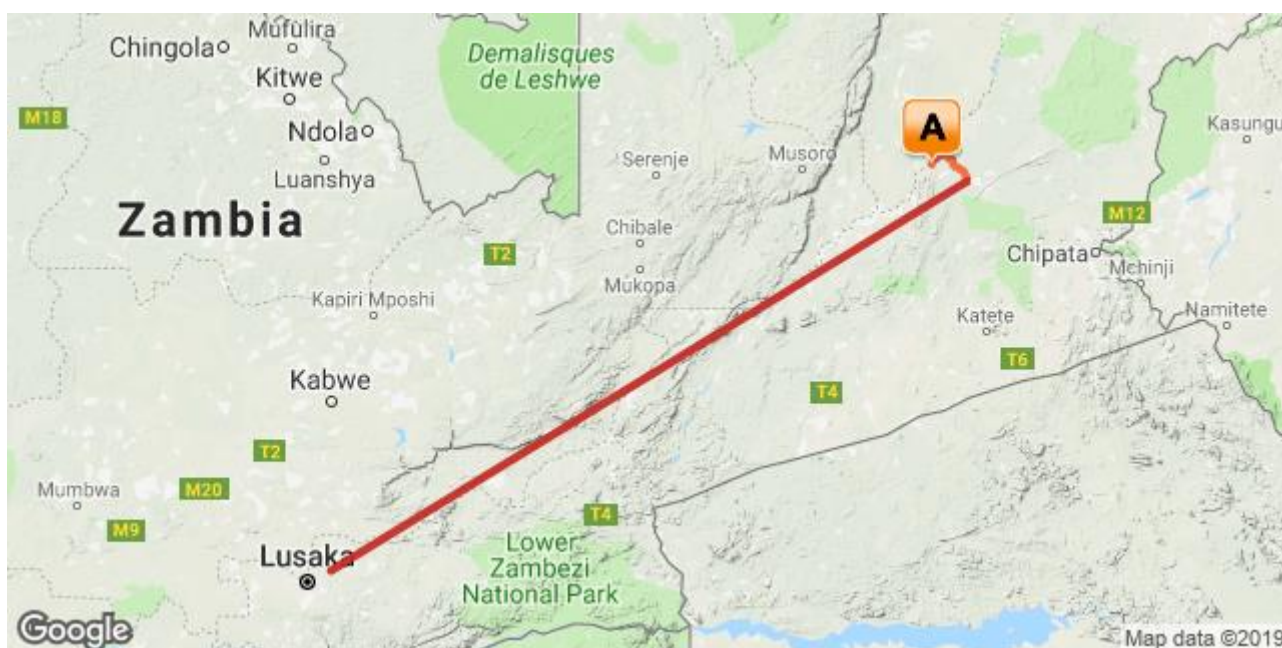 Mufulira
Chingola
Kitwe
Demalisques
de Leshwe
M18
A
Ndola
Kasungu
Luanshya
Serenje
Musoro
Zambia
M12
Chibale
T2
Chipata
Mchinji
Mukopa
Kapiri Mposhi
Katete
Namitete
T6
Kabwe
T4
T2
Mumbwa
M20
M9
T4
Lusaka
Lower
Zambezi
National Park
Google
Map data ©2019